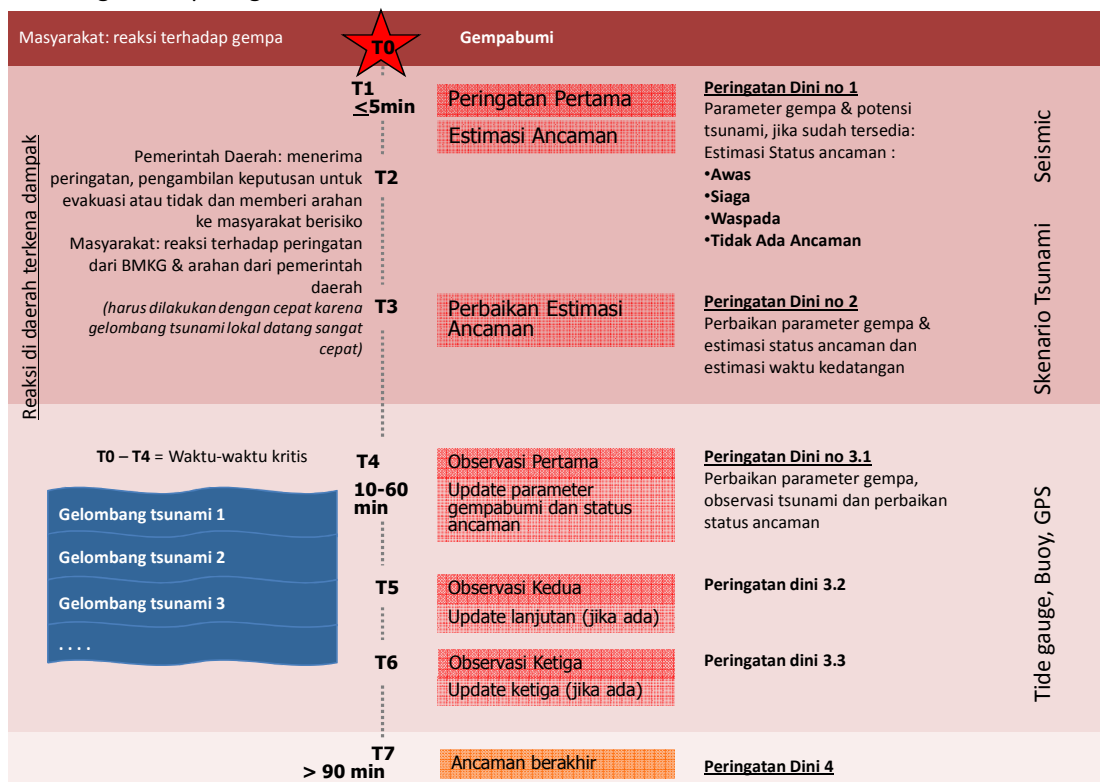 Masyarakat: reaksi terhadap gempa
T0
Gempabumi
T1
≤5min
Peringatan Pertama
Estimasi Ancaman
Peringatan Dini no 1
Parameter gempa & potensi
tsunami, jika sudah tersedia:
Estimasi Status ancaman :
•Awas
•Siaga
•Waspada
•Tidak Ada Ancaman
Seismic
Reaksi di daerah terkena dampak
Pemerintah Daerah: menerima
peringatan, pengambilan keputusan untuk
evakuasi atau tidak dan memberi arahan
ke masyarakat berisiko
Masyarakat: reaksi terhadap peringatan
dari BMKG & arahan dari pemerintah
daerah
(harus dilakukan dengan cepat karena
gelombang tsunami lokal datang sangat
cepat)
T2
T3
Perbaikan Estimasi
Ancaman
Peringatan Dini no 2
Perbaikan parameter gempa &
estimasi status ancaman dan
estimasi waktu kedatangan
Skenario Tsunami
T0 – T4 = Waktu-waktu kritis
Gelombang tsunami 1
Gelombang tsunami 2
Gelombang tsunami 3
. . . .
T4
10-60
min
Observasi Pertama
Update parameter
gempabumi dan status
ancaman
Peringatan Dini no 3.1
Perbaikan parameter gempa,
observasi tsunami dan perbaikan
status ancaman
T5
Observasi Kedua
Update lanjutan (jika ada)
Peringatan dini 3.2
T6
Observasi Ketiga
Update ketiga (jika ada)
Peringatan dini 3.3
Tide gauge, Buoy, GPS
T7
> 90 min
Ancaman berakhir
Peringatan Dini 4